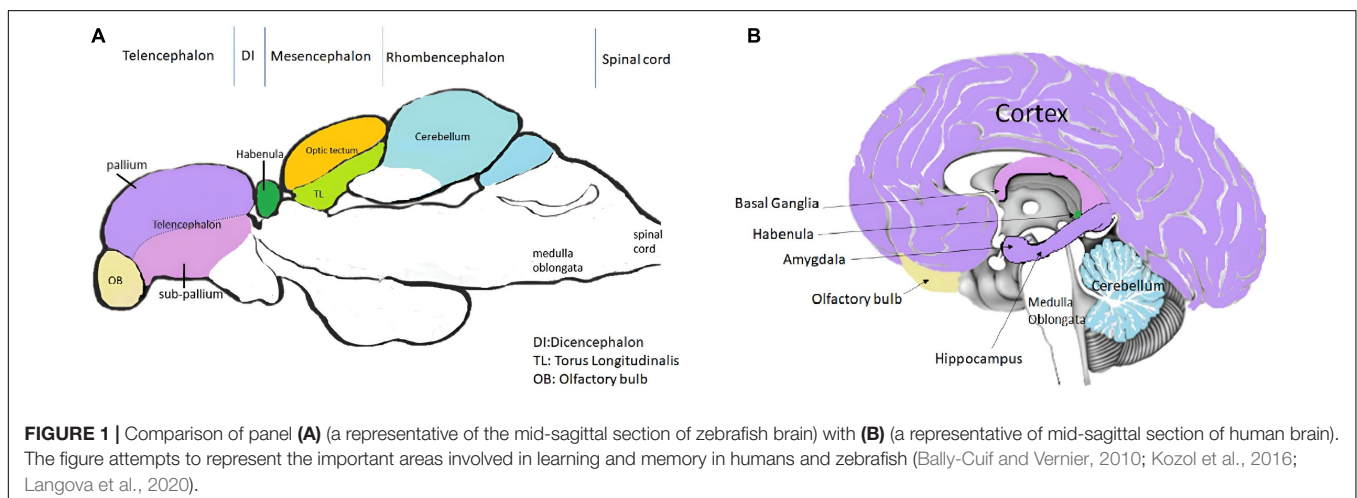 A
Telencephalon
DI
Mesencephalon
Rhombencephalon
Spinal cord
Cerebellum
Optic tectum
Habenula
pallium
TL
Telencephalon
spinal
cord
medulla
oblongata
OB
sub-pallium
DI:Dicencephalon
TL: Torus Longitudinalis
OB: Olfactory bulb
B
Cortex
Basal Ganglia
Habenula
Amygdala
Olfactory bulb
Cerebellum
Medulla
Oblongata
Hippocampus
FIGURE 1 | Comparison of panel (A) (a representative of the mid-sagittal section of zebrafish brain) with (B) (a representative of mid-sagittal section of human brain).
The figure attempts to represent the important areas involved in learning and memory in humans and zebrafish (Bally-Cuif and Vernier, 2010; Kozol et al., 2016;
Langova et al., 2020).